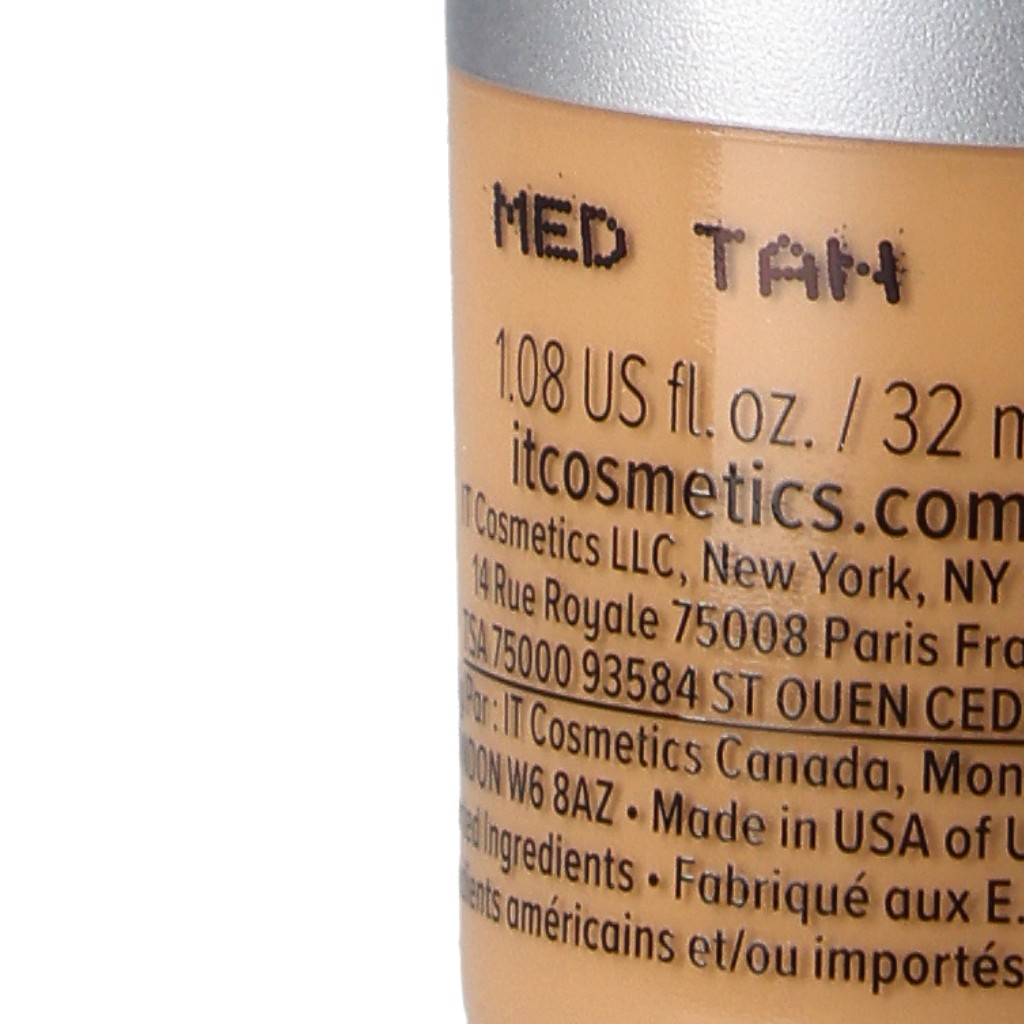 MED TAN
1.08 US fl. oz. / 32 m
itcosmetics.com
IT Cosmetics LLC, New York, NY
14 Rue Royale 75008 Paris Fra
TSA 75000 93584 ST OUEN CED
Par : IT Cosmetics Canada, Mon
NDON W6 8AZ • Made in USA of U
ed Ingredients • Fabriqué aux E.
ients américains et/ou importés